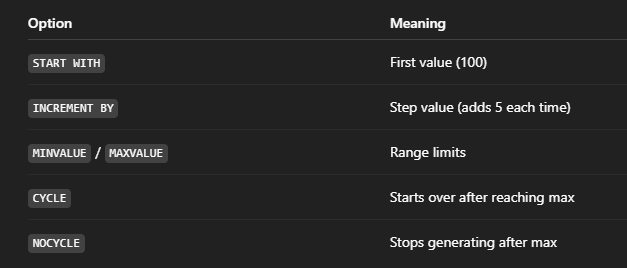 Option Meaning
START WITH First value (100)
INCREMENT BY Step value (adds 5 each time)
MINVALUE / MAXVALUE Range limits
CYCLE Starts over after reaching max
NOCYCLE Stops generating after max